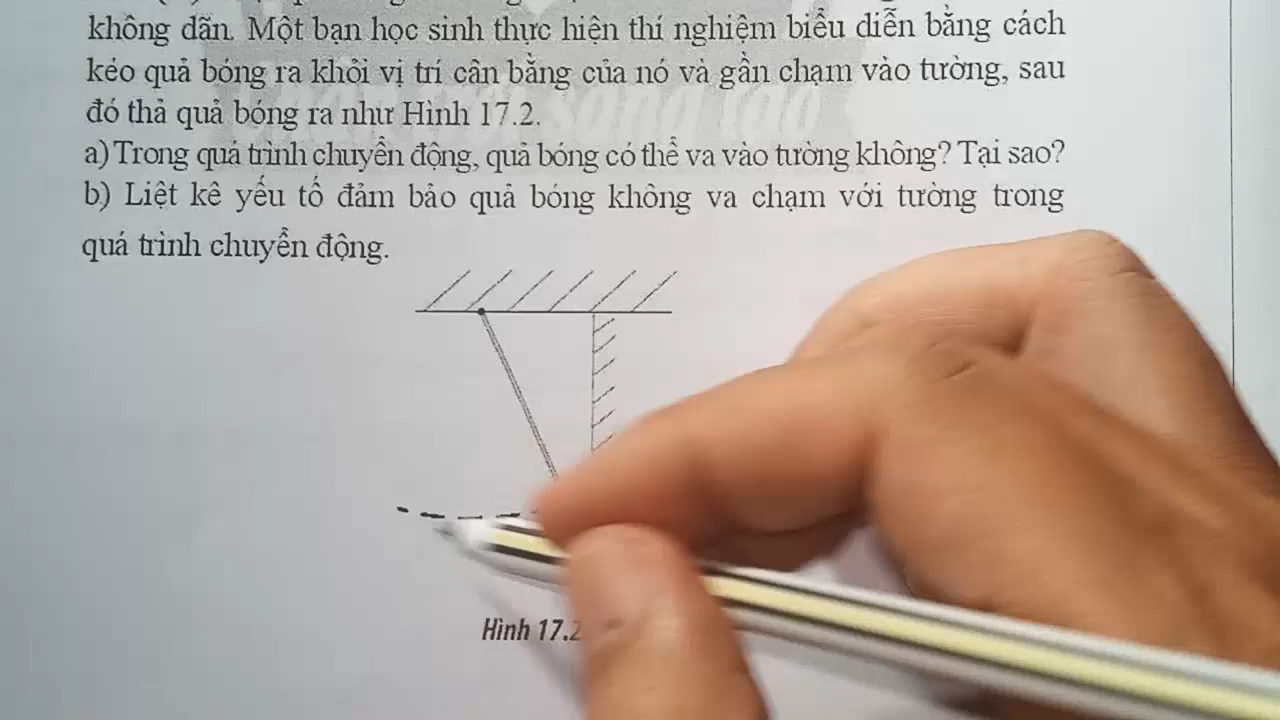 không dãn. Một bạn học sinh thực hiện thí nghiệm biểu diễn bằng cách
kéo quả bóng ra khỏi vị trí cân bằng của nó và gần chạm vào tường, sau
đó thả quả bóng ra như Hình 17.2.
a) Trong quá trình chuyển động, quả bóng có thể va vào tường không? Tại sao?
b) Liệt kê yếu tố đảm bảo quả bóng không va chạm với tường trong
quá trình chuyển động.
Hình 17.2